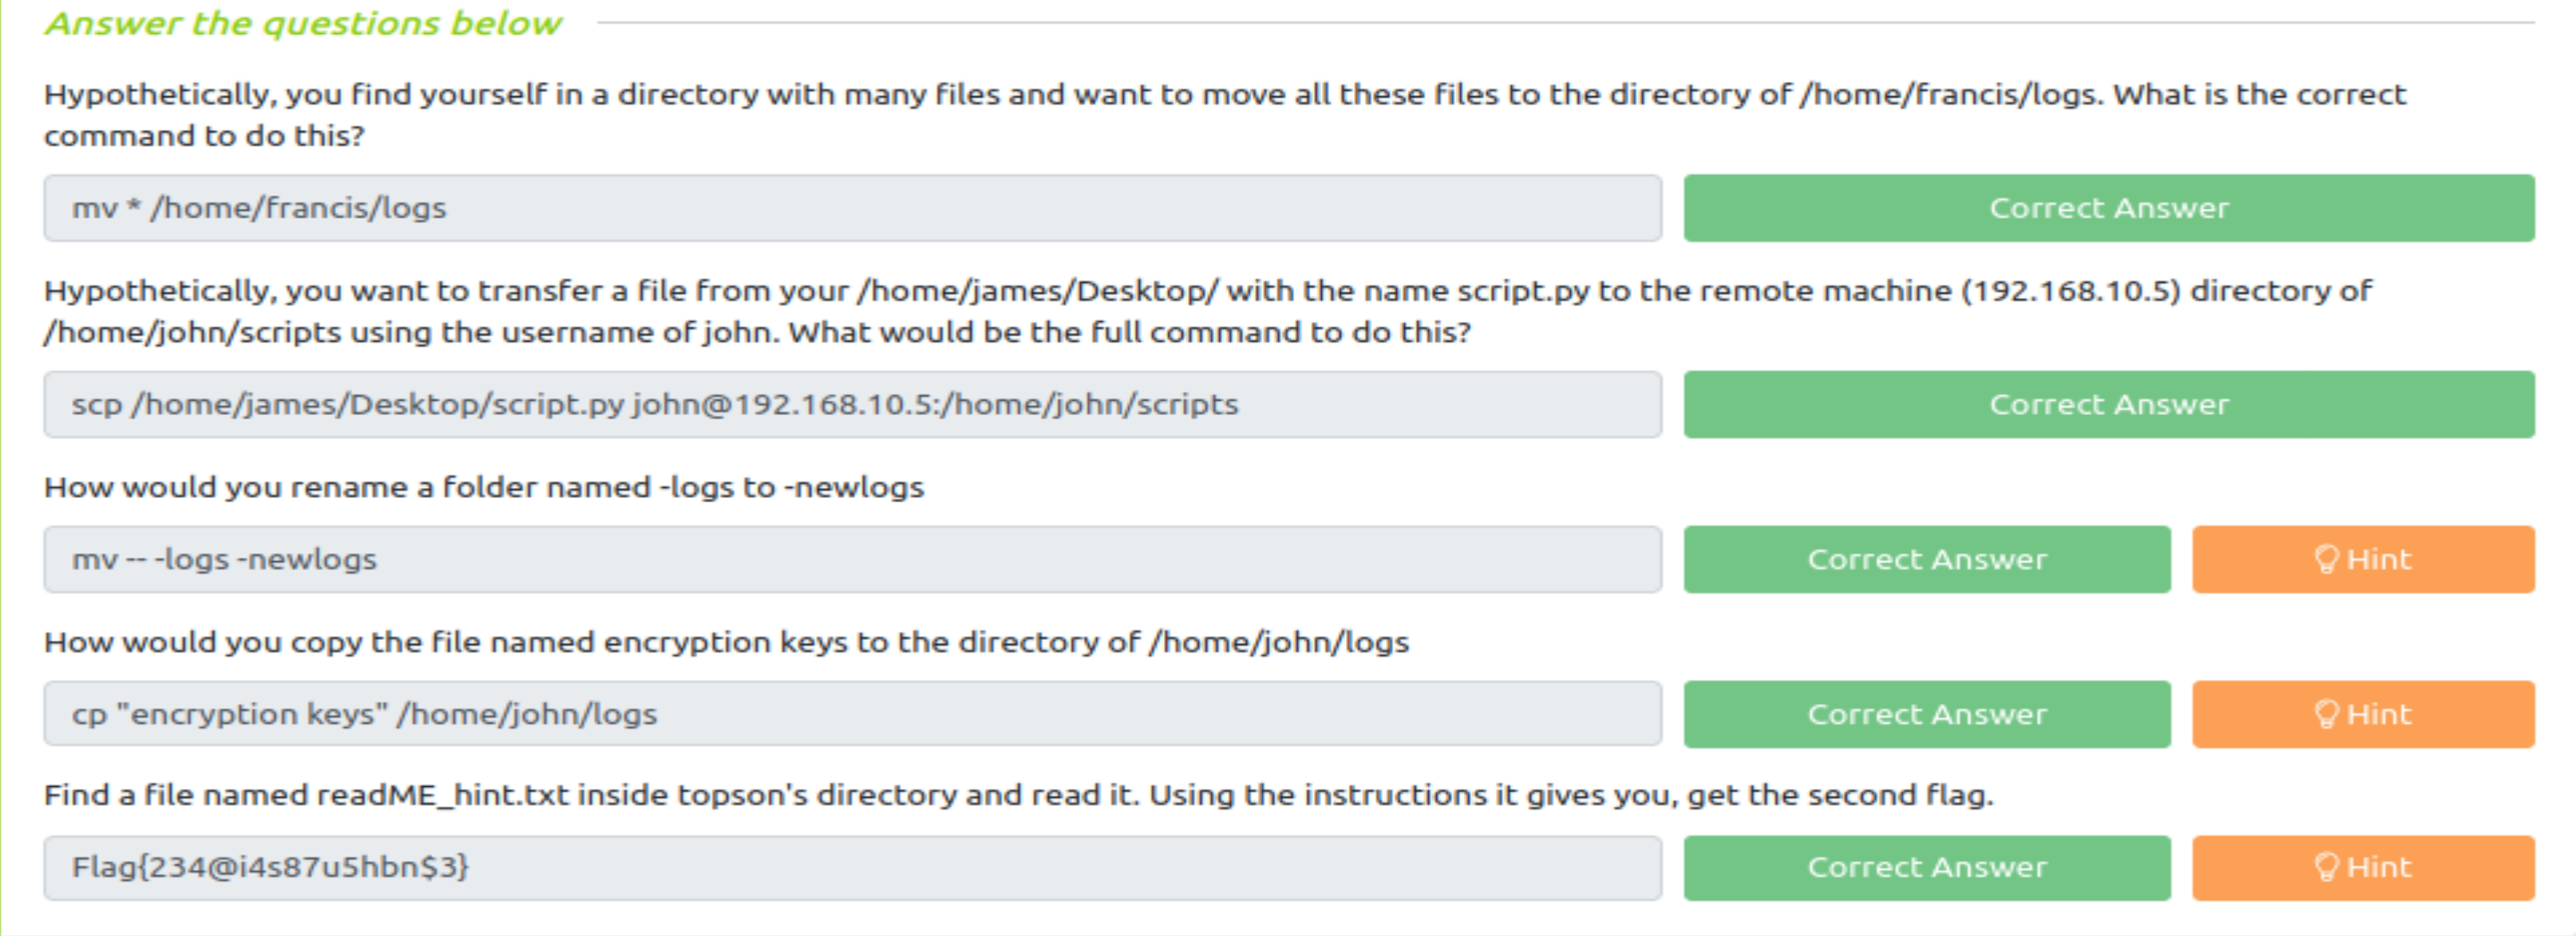 Answer the questions below
Hypothetically, you find yourself in a directory with many files and want to move all these files to the directory of /home/francis/logs. What is the correct
command to do this?
mv * /home/francis/logs
Correct Answer
Hypothetically, you want to transfer a file from your /home/james/Desktop/ with the name script.py to the remote machine (192.168.10.5) directory of
/home/john/scripts using the username of john. What would be the full command to do this?
scp /home/james/Desktop/script.py john@192.168.10.5:/home/john/scripts
Correct Answer
How would you rename a folder named -logs to -newlogs
mv -- -logs -newlogs
Correct Answer
Hint
How would you copy the file named encryption keys to the directory of /home/john/logs
cp "encryption keys" /home/john/logs
Correct Answer
Hint
Find a file named readME_hint.txt inside topson's directory and read it. Using the instructions it gives you, get the second flag.
Flag{234@i4s87u5hbn$3}
Correct Answer
Hint